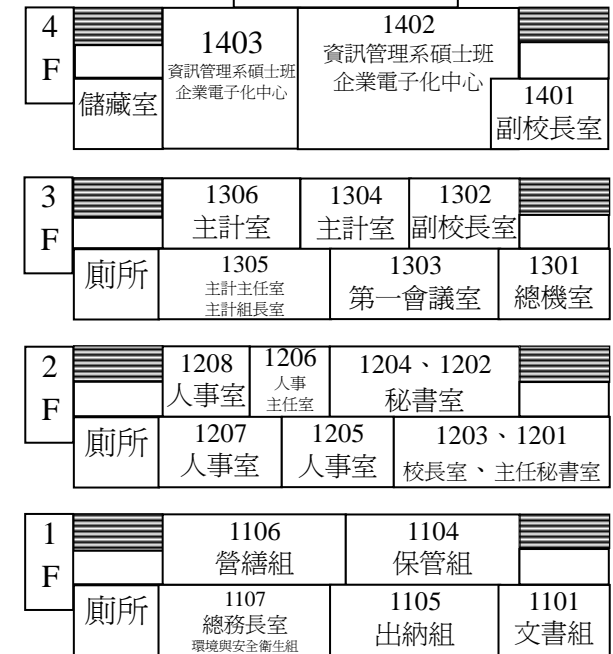 4
F
1403
資訊管理系碩士班
企業電子化中心
1402
資訊管理系碩士班
企業電子化中心
儲藏室
1401
副校長室
3
F
1306
主計室
1304
主計室
1302
副校長室
廁所
1305
主計主任室
主計組長室
1303
第一會議室
1301
總機室
2
F
1208
人事室
1206
人事
主任室
1204、1202
秘書室
廁所
1207
人事室
1205
人事室
1203、1201
校長室、主任秘書室
1
F
1106
營繕組
1104
保管組
廁所
1107
總務長室
環境與安全衛生組
1105
出納組
1101
文書組